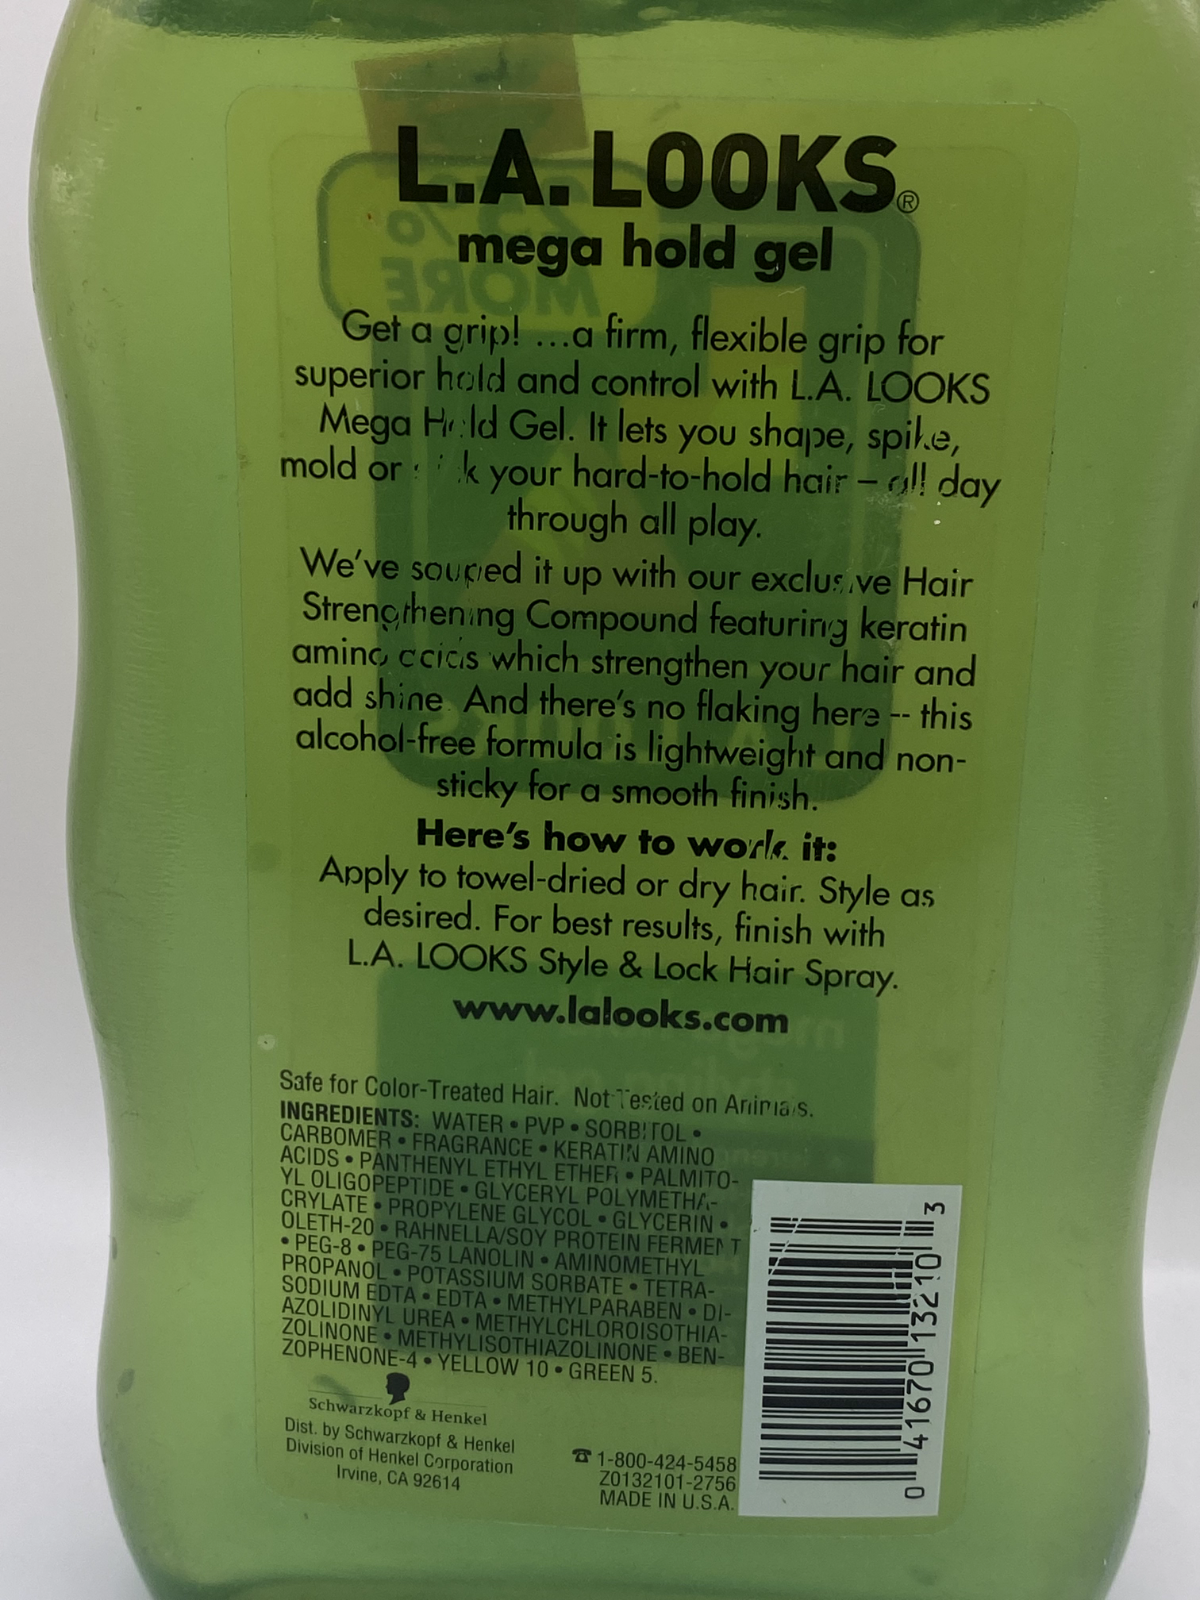 L.A. LOOKS®
mega hold gel
25%
MORE
Get a grip! ...a firm, flexible grip for
superior hold and control with L.A. LOOKS
Mega Hold Gel. It lets you shape, spike,
mold or your hard-to-hold hair – all day
through all play.
We've souped it up with our exclusive Hair
Strengthening Compound featuring keratin
amino acids which strengthen your hair and
add shine. And there's no flaking here -- this
alcohol-free formula is lightweight and non-
sticky for a smooth finish.
Here's how to work it:
Apply to towel-dried or dry hair. Style as
desired. For best results, finish with
L.A. LOOKS Style & Lock Hair Spray.
www.lalooks.com
Safe for Color-Treated Hair. Not Tested on Animals.
INGREDIENTS: WATER • PVP • SORBITOL •
CARBOMER • FRAGRANCE • KERATIN AMINO
ACIDS • PANTHENYL ETHYL ETHER • PALMITO-
YL OLIGOPEPTIDE • GLYCERYL POLYMETHA-
CRYLATE • PROPYLENE GLYCOL • GLYCERIN •
OLETH-20 • RAHNELLA/SOY PROTEIN FERMENT
• PEG-8 • PEG-75 LANOLIN • AMINOMETHYL
PROPANOL • POTASSIUM SORBATE • TETRA-
SODIUM EDTA • EDTA • METHYLPARABEN • DI-
AZOLIDINYL UREA • METHYLCHLOROISOTHIA-
ZOLINONE • METHYLISOTHIAZOLINONE • BEN-
ZOPHENONE-4 • YELLOW 10 • GREEN 5.
Schwarzkopf & Henkel
Dist. by Schwarzkopf & Henkel
Division of Henkel Corporation
Irvine, CA 92614
☎ 1-800-424-5458
Z0132101-2756
MADE IN U.S.A.
0 41670 13210 3